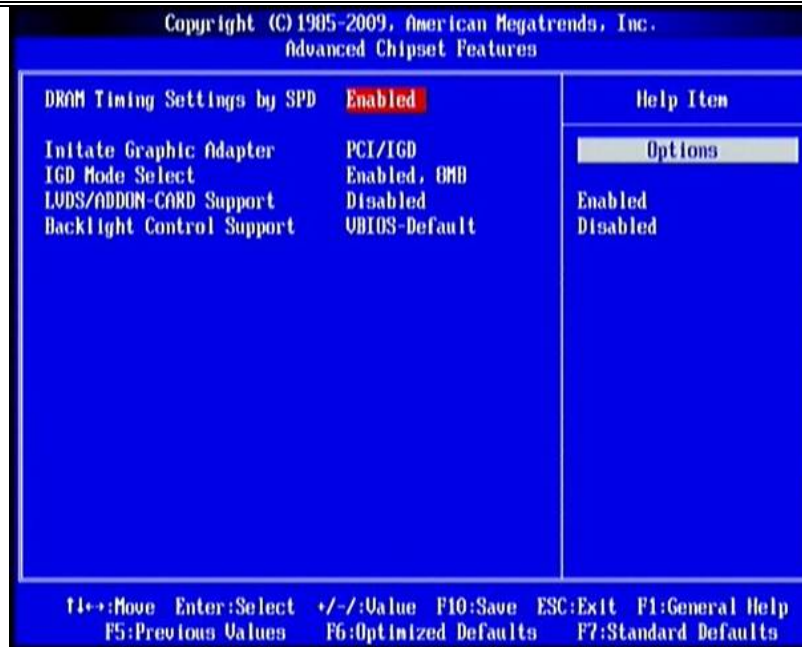 Copyright (C)1985-2009, American Megatrends, Inc.
Advanced Chipset Features
DRAM Timing Settings by SPD Enabled
Help Item
Initate Graphic Adapter PCI/IGD
Options
IGD Mode Select Enabled, 8MB
LVDS/ADDON-CARD Support Disabled
Enabled
Backlight Control Support VBIOS-Default
Disabled
↑↓←→:Move Enter:Select +/-/:Value F10:Save ESC:Exit F1:General Help
F5:Previous Values F6:Optimized Defaults F7:Standard Defaults